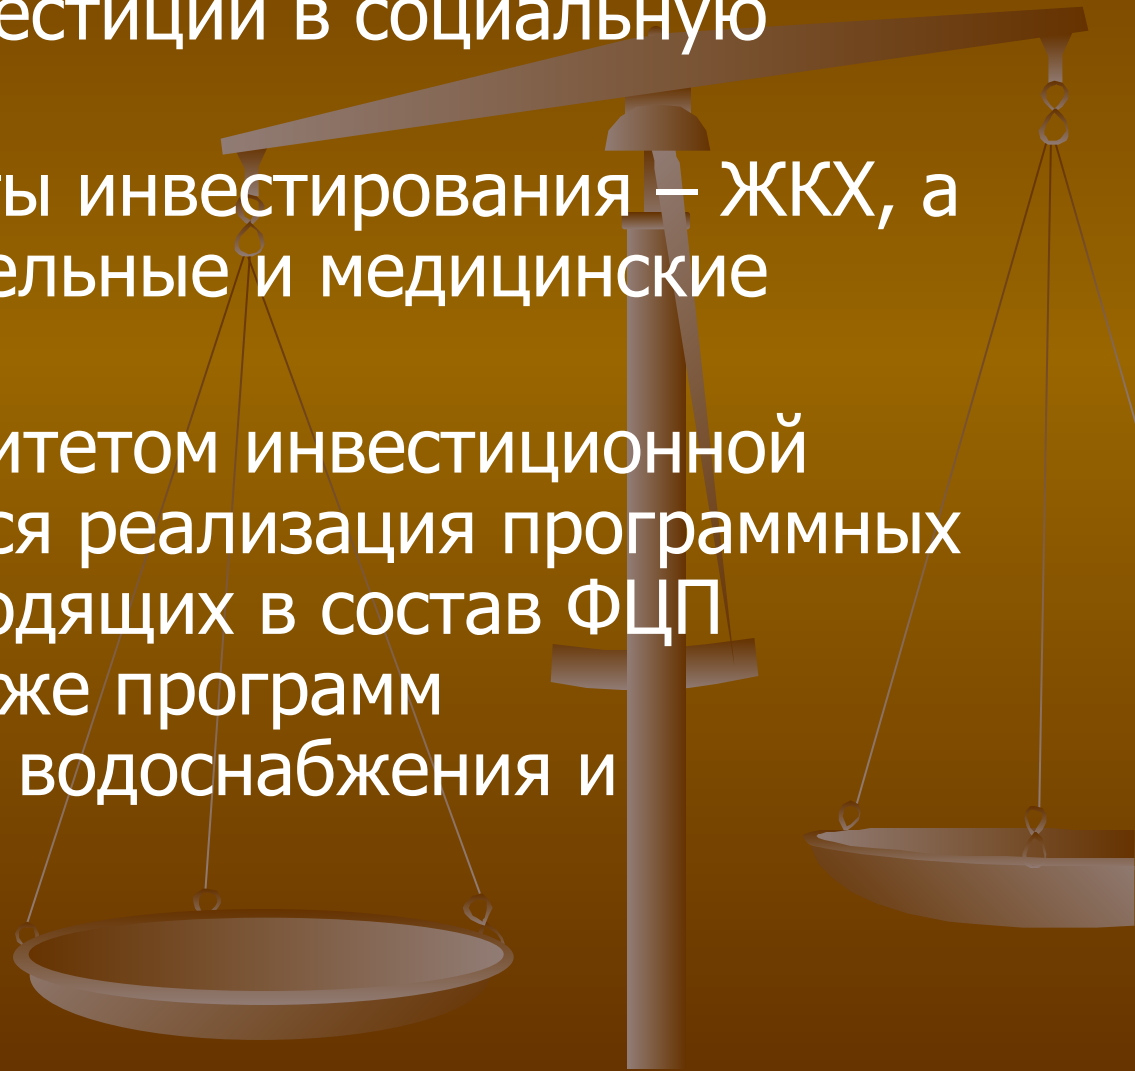 естиции в социальную
ты инвестирования – ЖКХ, а
ельные и медицинские
итетом инвестиционной
ся реализация программных
одящих в состав ФЦП
же программ
водоснабжения и